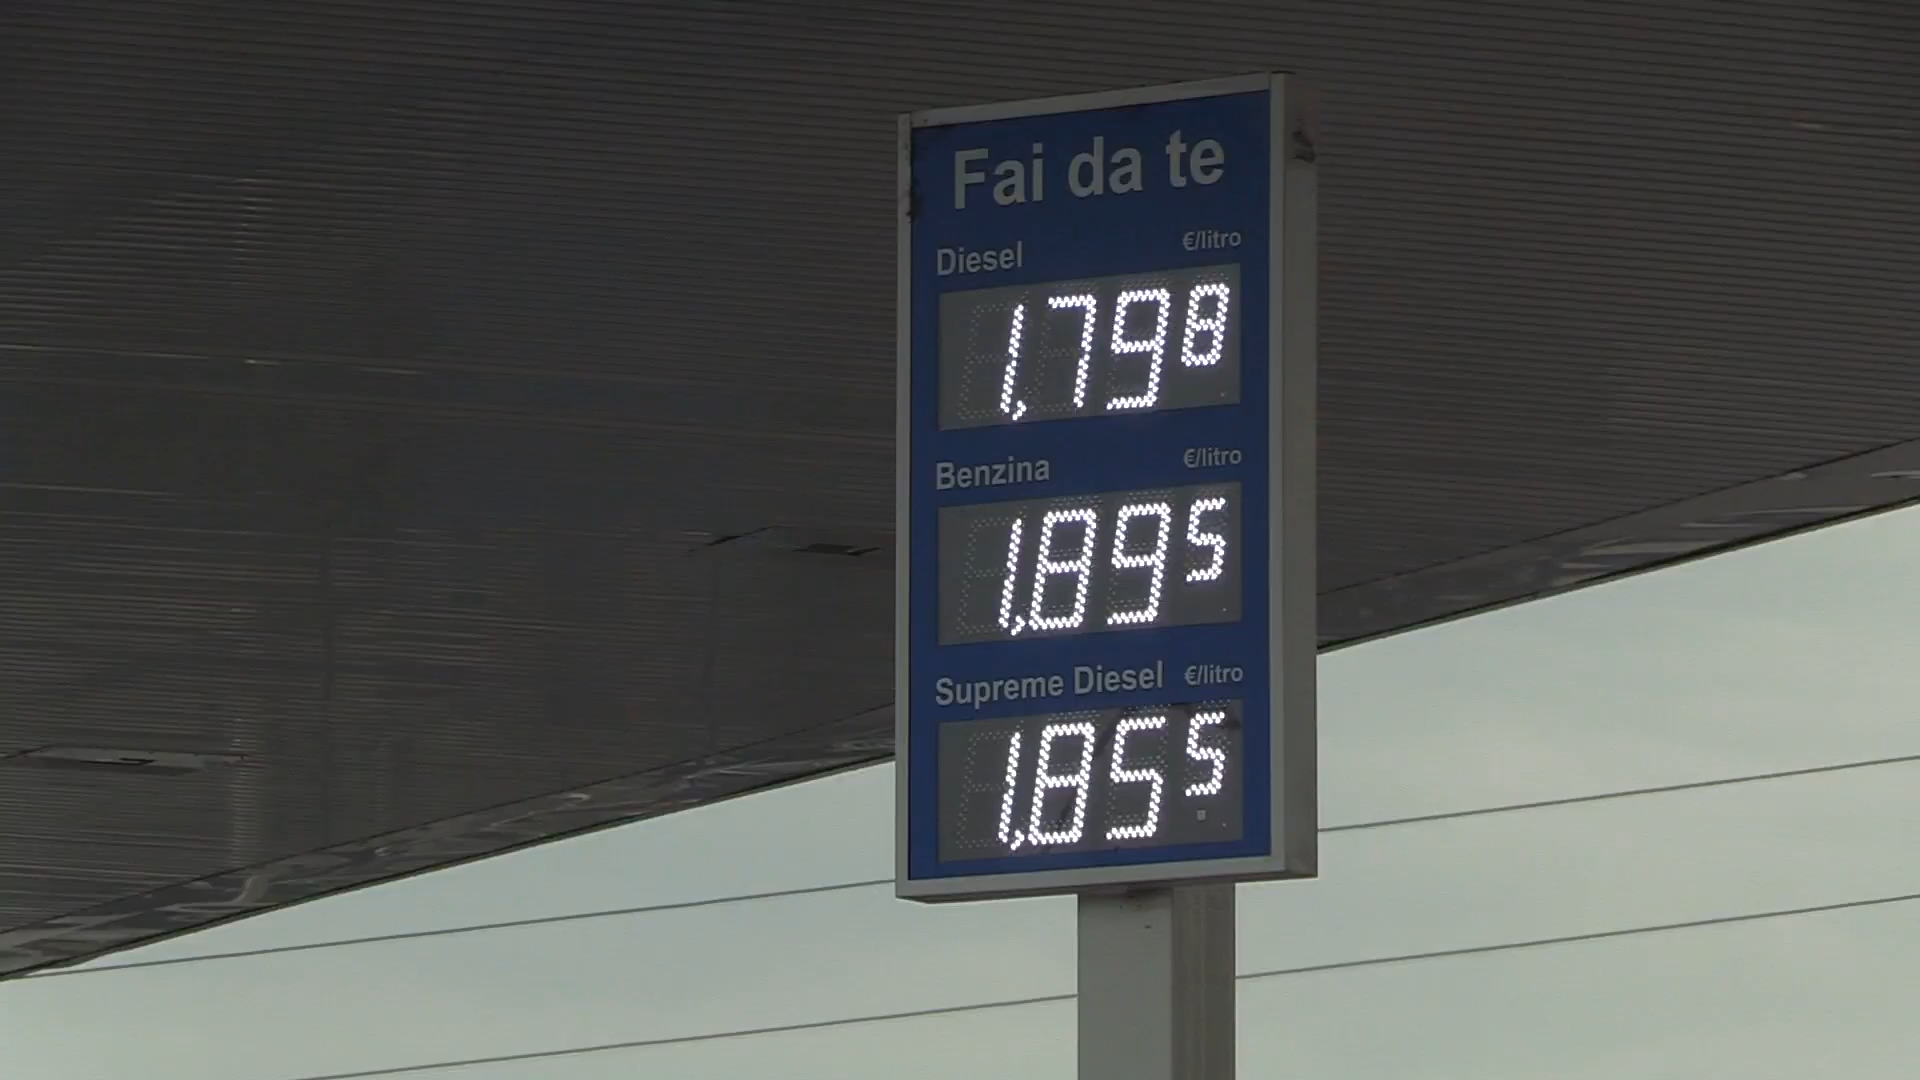 Fai da te
Diesel €/litro
1,798
Benzina €/litro
1,895
Supreme Diesel €/litro
1,855